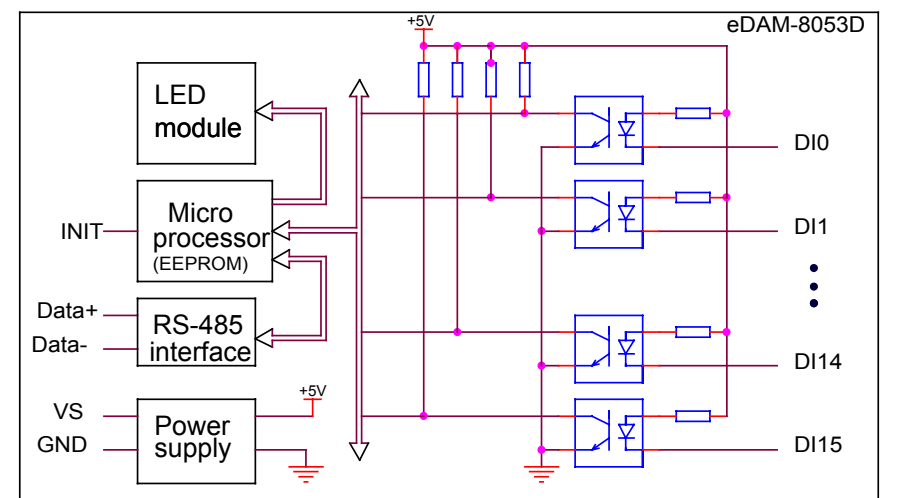 +5V
eDAM-8053D
LED
module
DI0
Micro
processor
(EEPROM)
INIT
DI1
Data+
Data-
RS-485
interface
DI14
+5V
VS
GND
Power
supply
DI15